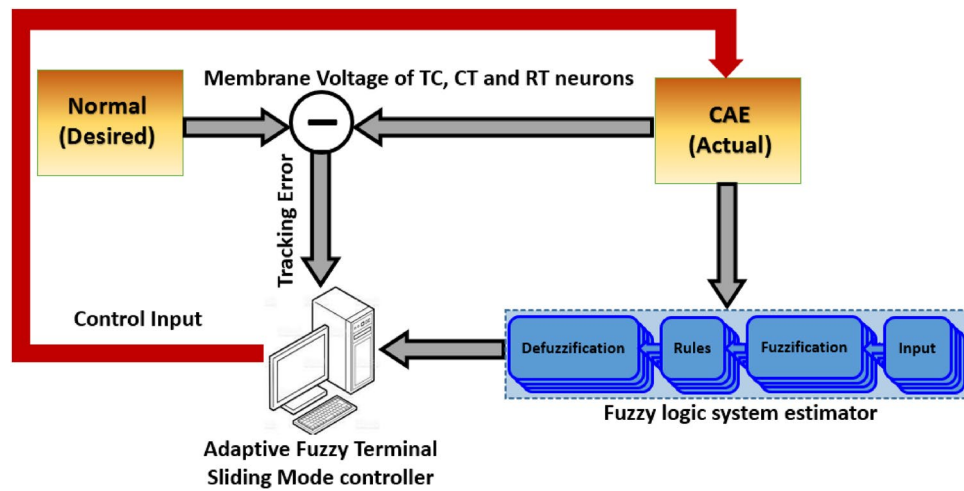 Membrane Voltage of TC, CT and RT neurons
Normal
(Desired)
CAE
(Actual)
Tracking Error
Control Input
Defuzzification
Rules
Fuzzification
Input
Fuzzy logic system estimator
Adaptive Fuzzy Terminal
Sliding Mode controller